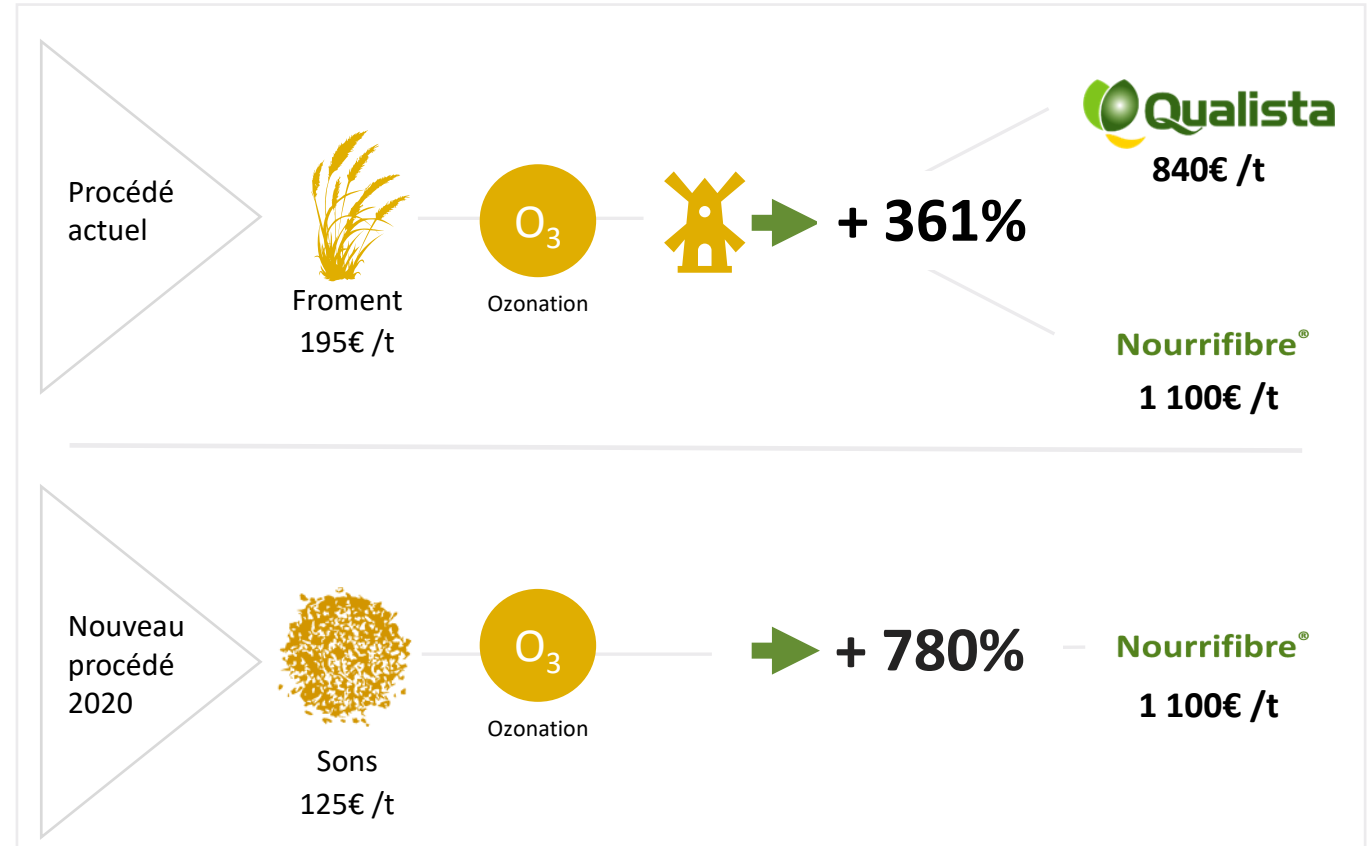 Procédé
actuel
Froment
195€ /t
O₃
Ozonation
+ 361%
Qualista
840€ /t
Nourrifibre®
1 100€ /t
Nouveau
procédé
2020
Sons
125€ /t
O₃
Ozonation
+ 780%
Nourrifibre®
1 100€ /t